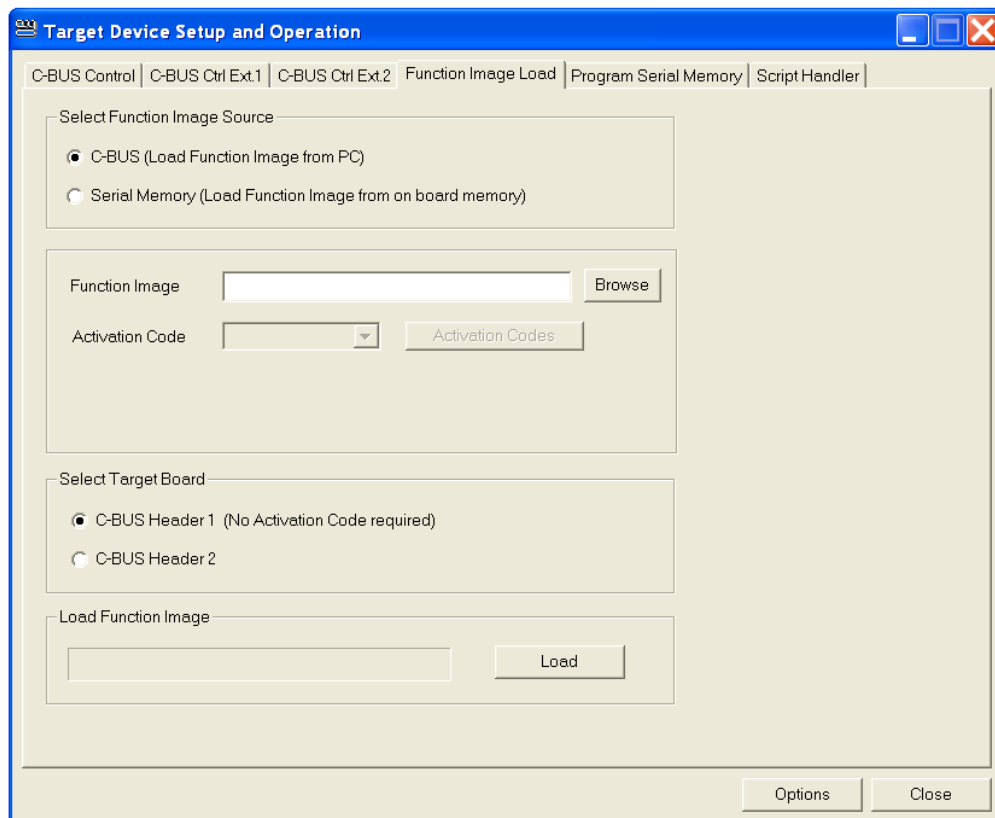 Target Device Setup and Operation
C-BUS Control C-BUS Ctrl Ext.1 C-BUS Ctrl Ext.2 Function Image Load Program Serial Memory Script Handler
Select Function Image Source
C-BUS (Load Function Image from PC)
Serial Memory (Load Function Image from on board memory)
Function Image Browse
Activation Code Activation Codes
Select Target Board
C-BUS Header 1 (No Activation Code required)
C-BUS Header 2
Load Function Image
Load
Options Close